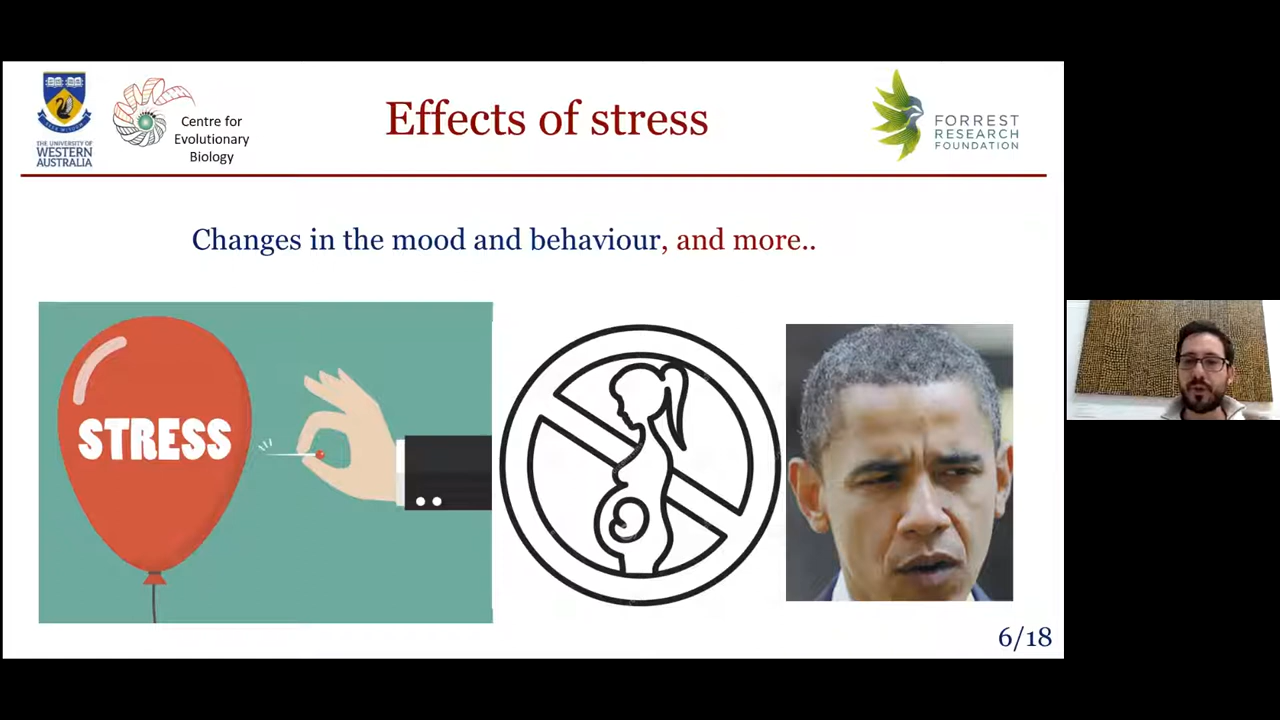 THE UNIVERSITY OF
WESTERN
AUSTRALIA
Centre for
Evolutionary
Biology
Effects of stress
FORREST
RESEARCH
FOUNDATION
Changes in the mood and behaviour, and more..
STRESS
6/18